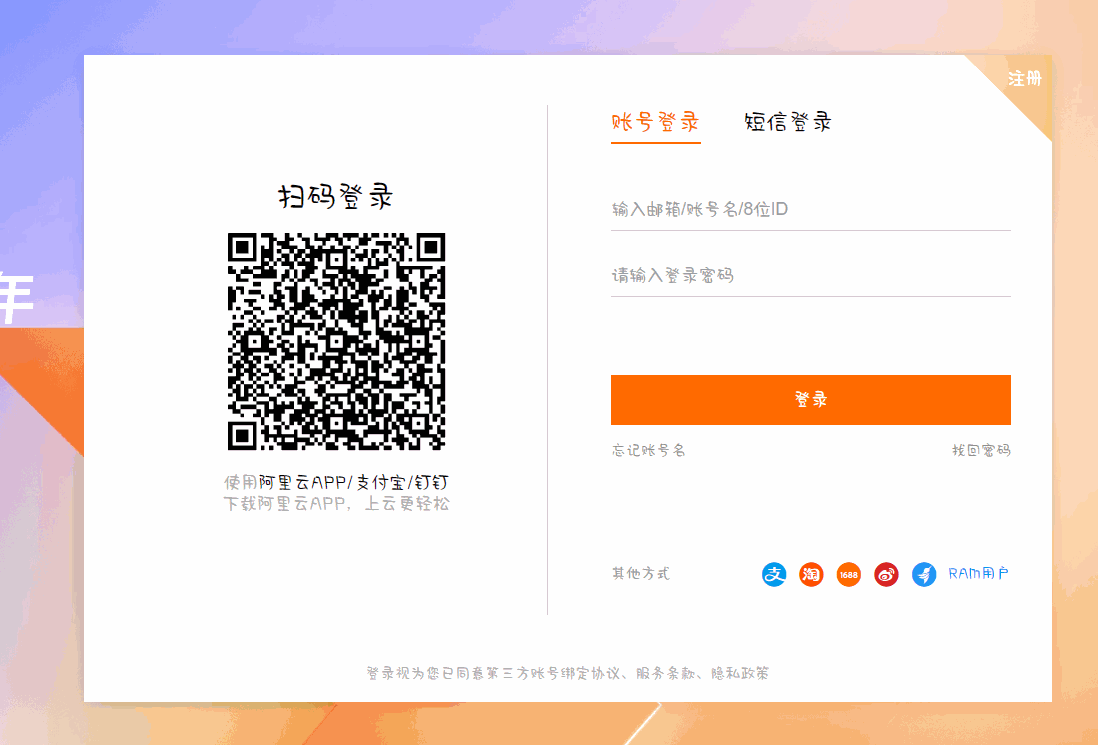 注册
年
扫码登录
使用阿里云APP/支付宝/钉钉
下载阿里云APP，上云更轻松
账号登录 短信登录
输入邮箱/账号名/8位ID
请输入登录密码
登录
忘记账号名 找回密码
其他方式 支 淘 1688 RAM用户
登录视为您已同意第三方账号绑定协议、服务条款、隐私政策